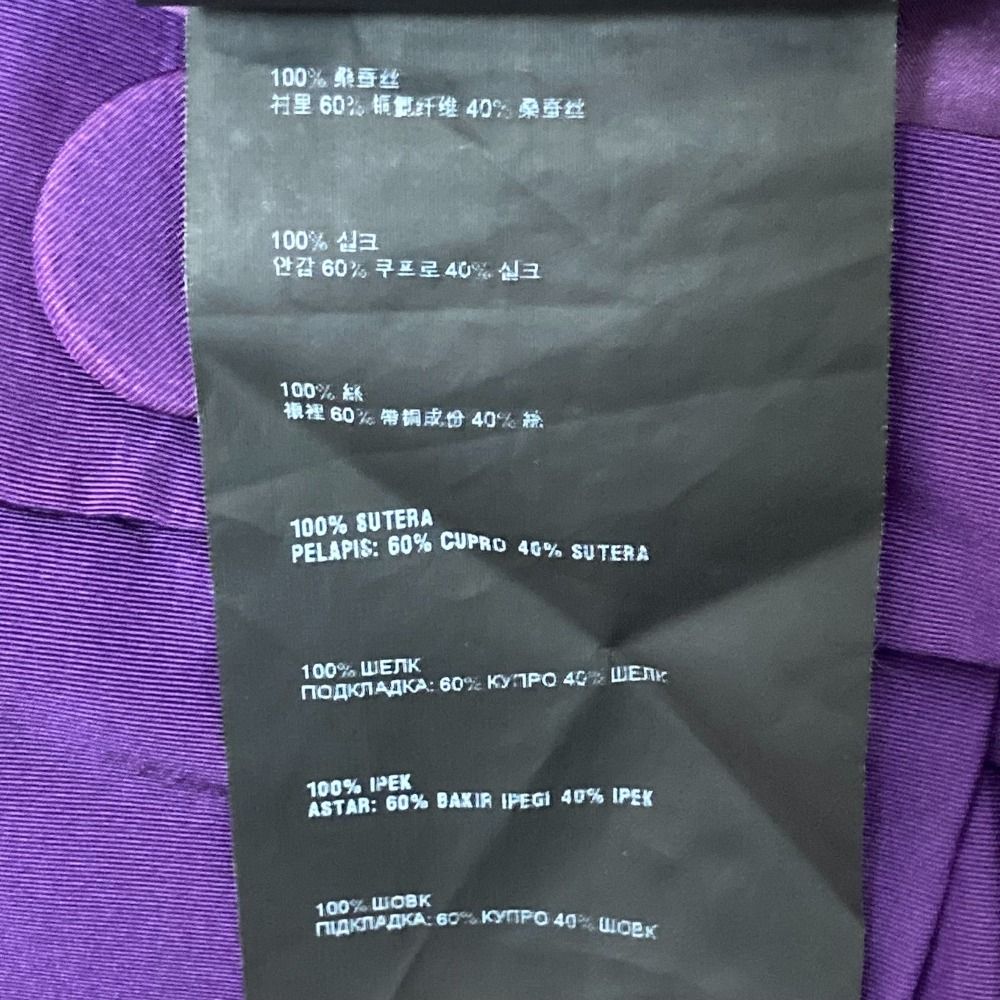 100% 桑蚕丝
衬里 60% 铜氨纤维 40% 桑蚕丝
100% 실크
안감 60% 쿠프로 40% 실크
100% 絲
襯裡 60% 帶銅成份 40% 絲
100% SUTERA
PELAPIS: 60% CUPRO 40% SUTERA
100% ШЕЛК
ПОДКЛАДКА: 60% КУПРО 40% ШЕЛК
100% IPEK
ASTAR: 60% BAKIR IPEGI 40% IPEK
100% ШОВК
ПІДКЛАДКА: 60% КУПРО 40% ШОВК